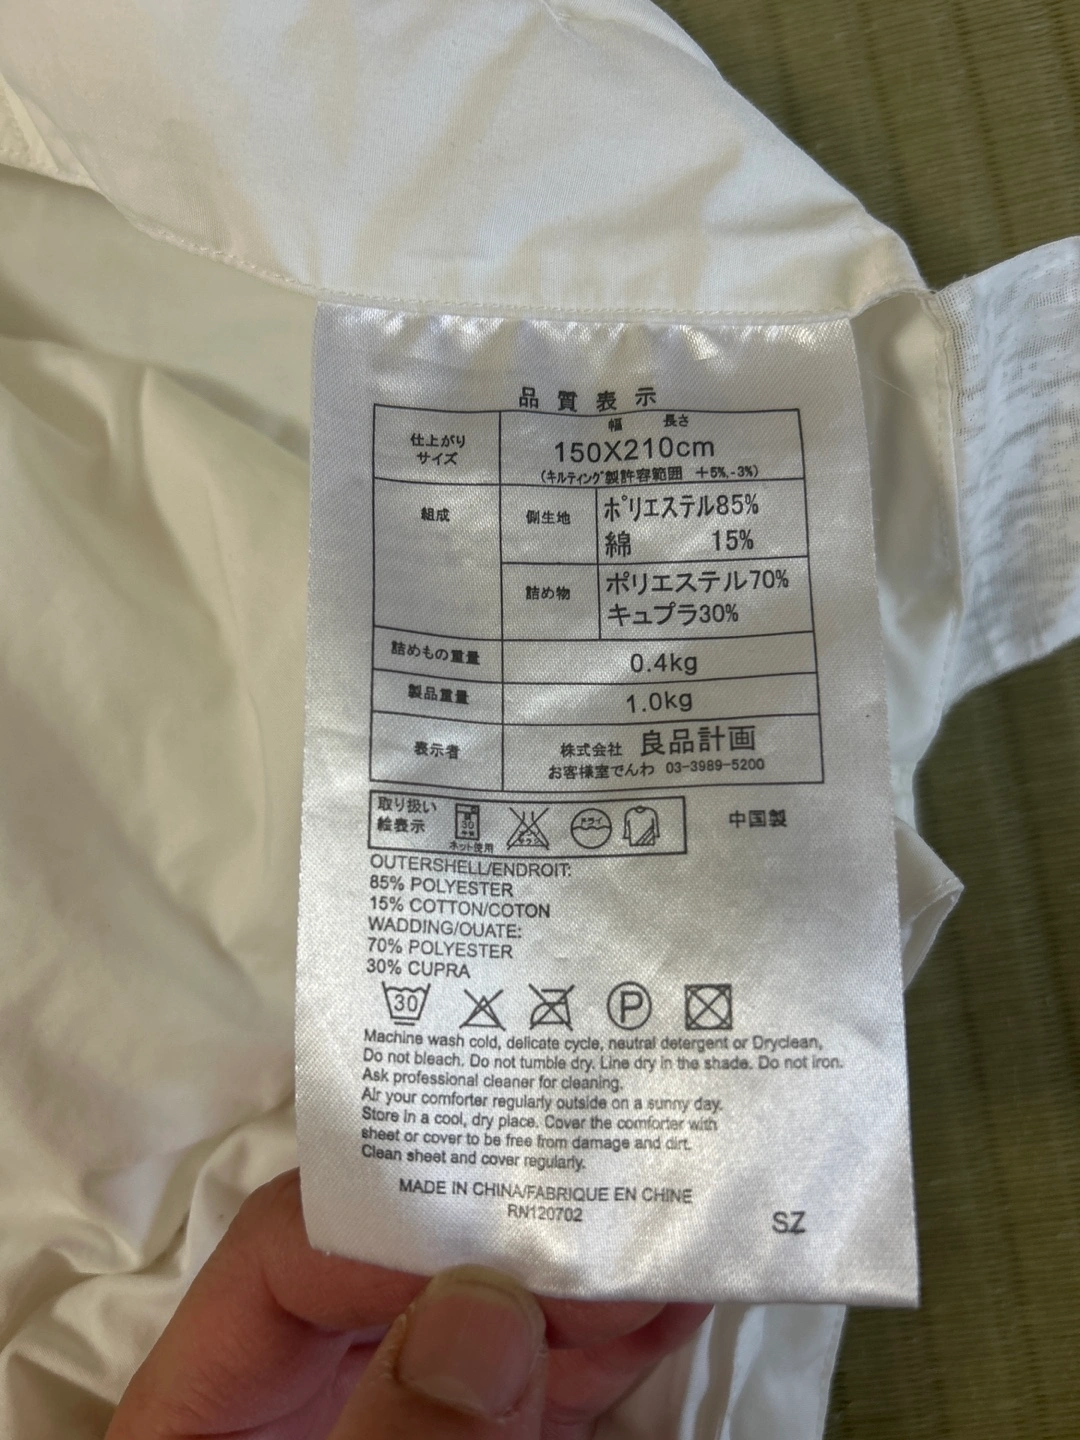 品質表示
幅 長さ
仕上がり
サイズ
150X210cm
(キルティング製許容範囲 +5%,-3%)
組成
側生地
ポリエステル85%
綿 15%
詰め物
ポリエステル70%
キュプラ30%
詰めもの重量
0.4kg
製品重量
1.0kg
表示者
株式会社 良品計画
お客様室でんわ 03-3989-5200
取り扱い
絵表示
30
ネット使用
ドライ
中国製
OUTERSHELL/ENDROIT:
85% POLYESTER
15% COTTON/COTON
WADDING/OUATE:
70% POLYESTER
30% CUPRA
30 P
Machine wash cold, delicate cycle, neutral detergent or Dryclean,
Do not bleach. Do not tumble dry. Line dry in the shade. Do not iron.
Ask professional cleaner for cleaning.
Air your comforter regularly outside on a sunny day.
Store in a cool, dry place. Cover the comforter with
sheet or cover to be free from damage and dirt.
Clean sheet and cover regularly.
MADE IN CHINA/FABRIQUE EN CHINE
RN120702
SZ